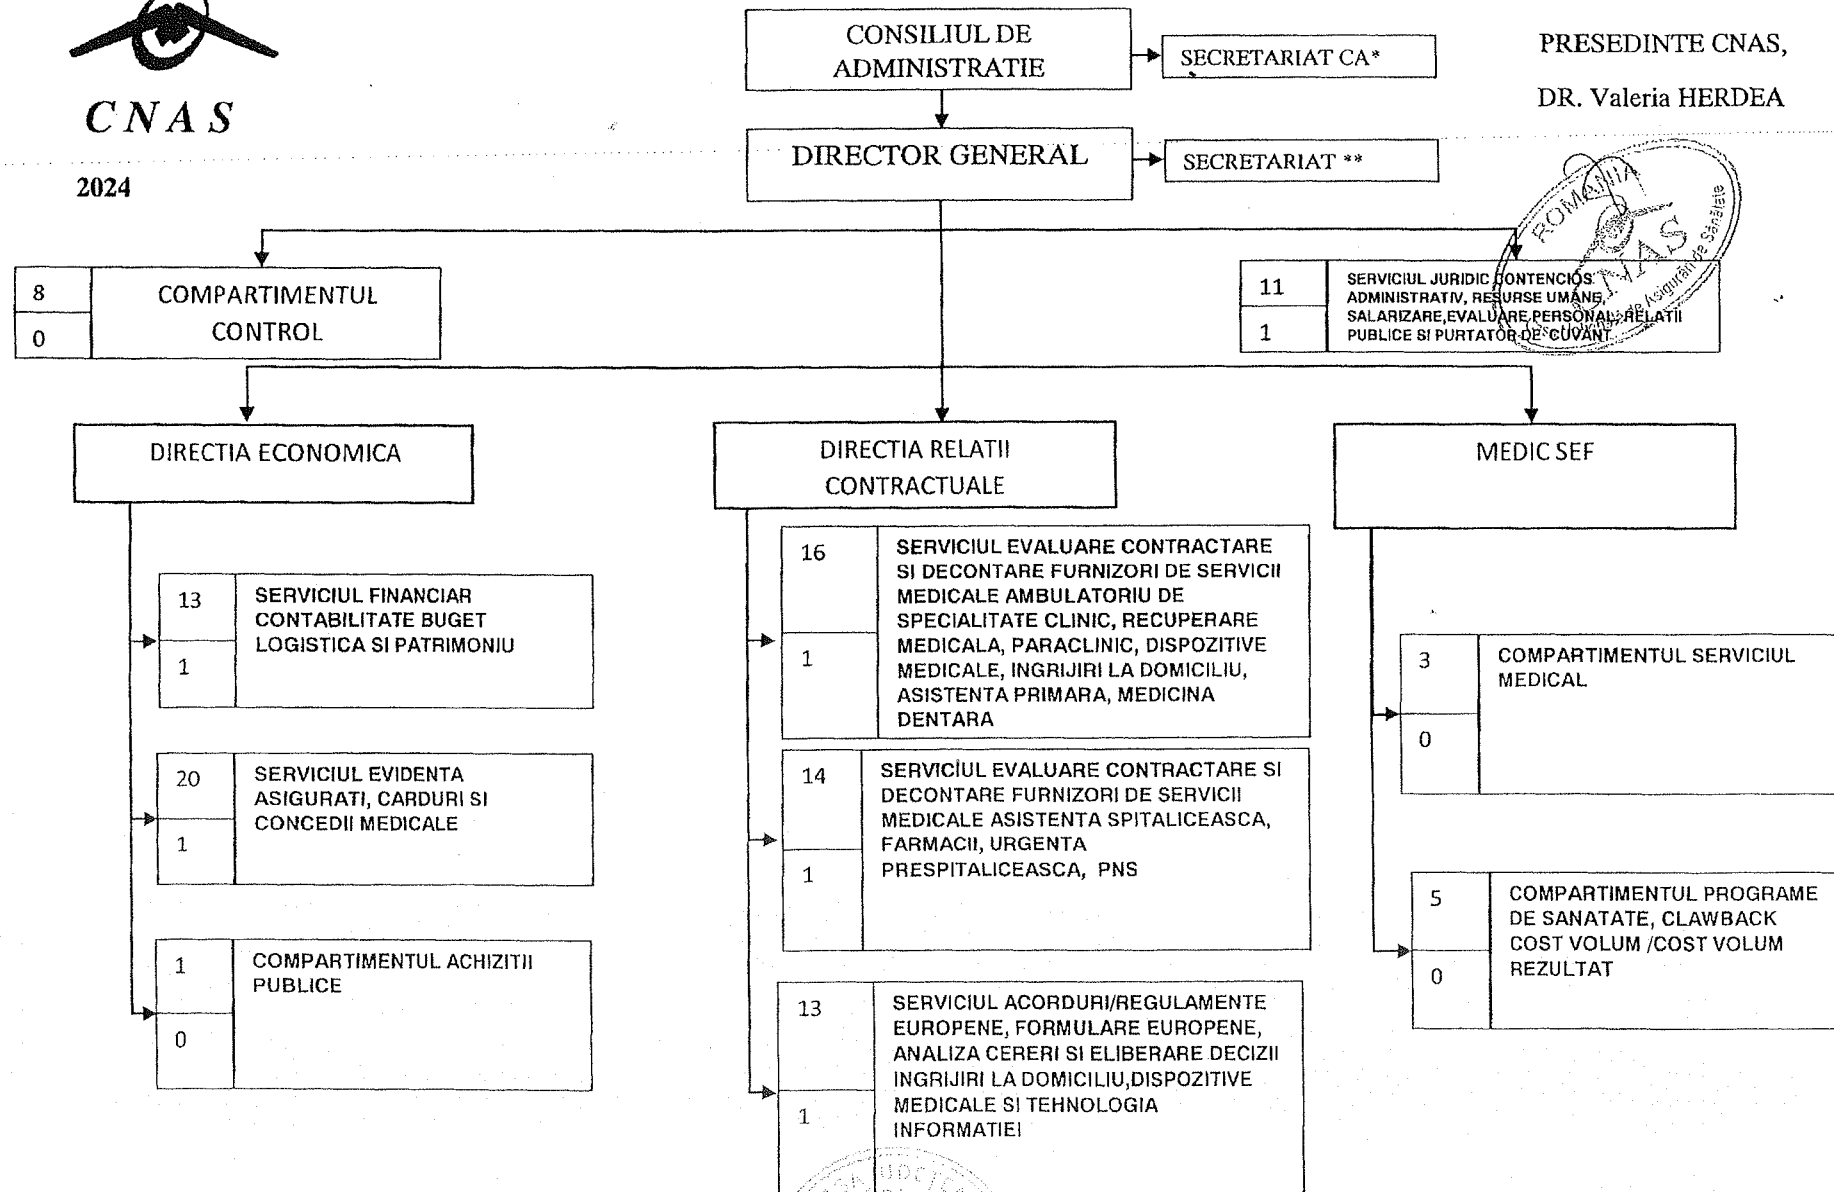 CNAS
2024
CONSILIUL DE
ADMINISTRATIE
SECRETARIAT CA*
PRESEDINTE CNAS,
DR. Valeria HERDEA
DIRECTOR GENERAL
SECRETARIAT **
ROMANIA
CNAS
8
0
COMPARTIMENTUL
CONTROL
11
1
SERVICIUL JURIDIC CONTENCIOS
ADMINISTRATIV, RESURSE UMANE,
SALARIZARE,EVALUARE PERSONAL, RELATII
PUBLICE SI PURTATOR DE CUVANT
DIRECTIA ECONOMICA
13
1
SERVICIUL FINANCIAR
CONTABILITATE BUGET
LOGISTICA SI PATRIMONIU
20
1
SERVICIUL EVIDENTA
ASIGURATI, CARDURI SI
CONCEDII MEDICALE
1
0
COMPARTIMENTUL ACHIZITII
PUBLICE
DIRECTIA RELATII
CONTRACTUALE
16
1
SERVICIUL EVALUARE CONTRACTARE
SI DECONTARE FURNIZORI DE SERVICII
MEDICALE AMBULATORIU DE
SPECIALITATE CLINIC, RECUPERARE
MEDICALA, PARACLINIC, DISPOZITIVE
MEDICALE, INGRIJIRI LA DOMICILIU,
ASISTENTA PRIMARA, MEDICINA
DENTARA
14
1
SERVICIUL EVALUARE CONTRACTARE SI
DECONTARE FURNIZORI DE SERVICII
MEDICALE ASISTENTA SPITALICEASCA,
FARMACII, URGENTA
PRESPITALICEASCA, PNS
13
1
SERVICIUL ACORDURI/REGULAMENTE
EUROPENE, FORMULARE EUROPENE,
ANALIZA CERERI SI ELIBERARE DECIZII
INGRIJIRI LA DOMICILIU,DISPOZITIVE
MEDICALE SI TEHNOLOGIA
INFORMATIEI
MEDIC SEF
3
0
COMPARTIMENTUL SERVICIUL
MEDICAL
5
0
COMPARTIMENTUL PROGRAME
DE SANATATE, CLAWBACK
COST VOLUM /COST VOLUM
REZULTAT